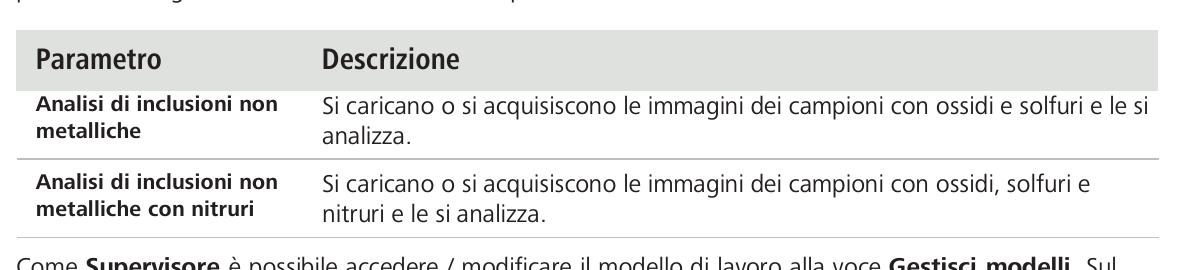 Parametro Descrizione
Analisi di inclusioni non metalliche Si caricano o si acquisiscono le immagini dei campioni con ossidi e solfuri e le si
analizza.
Analisi di inclusioni non metalliche con nitruri Si caricano o si acquisiscono le immagini dei campioni con ossidi, solfuri e
nitruri e le si analizza.
Come Supervisore è possibile accedere / modificare il modello di lavoro alla voce Gestisci modelli. Sul